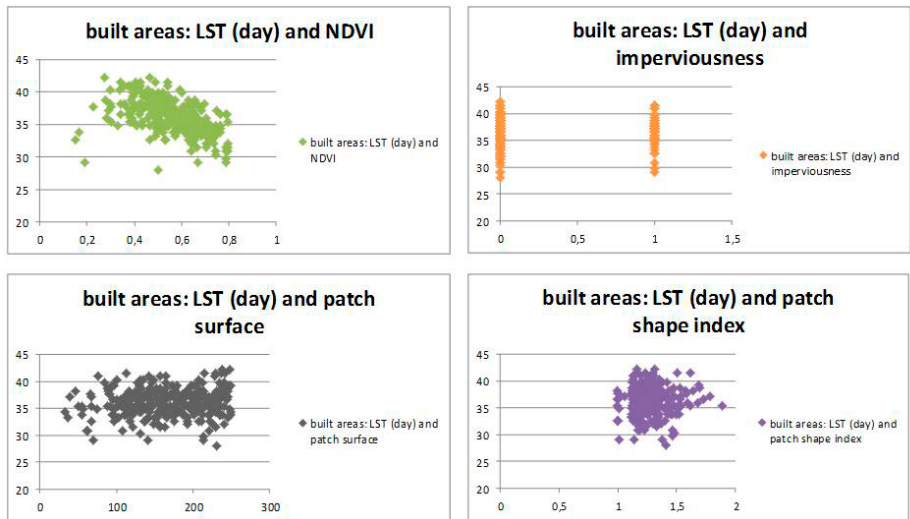 built areas: LST (day) and NDVI
45
40
35
30
25
20
0 0,2 0,4 0,6 0,8 1
built areas: LST (day) and
NDVI
built areas: LST (day) and
imperviousness
45
40
35
30
25
20
0 0,5 1 1,5
built areas: LST (day) and
imperviousness
built areas: LST (day) and patch
surface
45
40
35
30
25
20
0 100 200 300
built areas: LST (day) and
patch surface
built areas: LST (day) and patch
shape index
45
40
35
30
25
20
0 0,5 1 1,5 2
built areas: LST (day) and
patch shape index